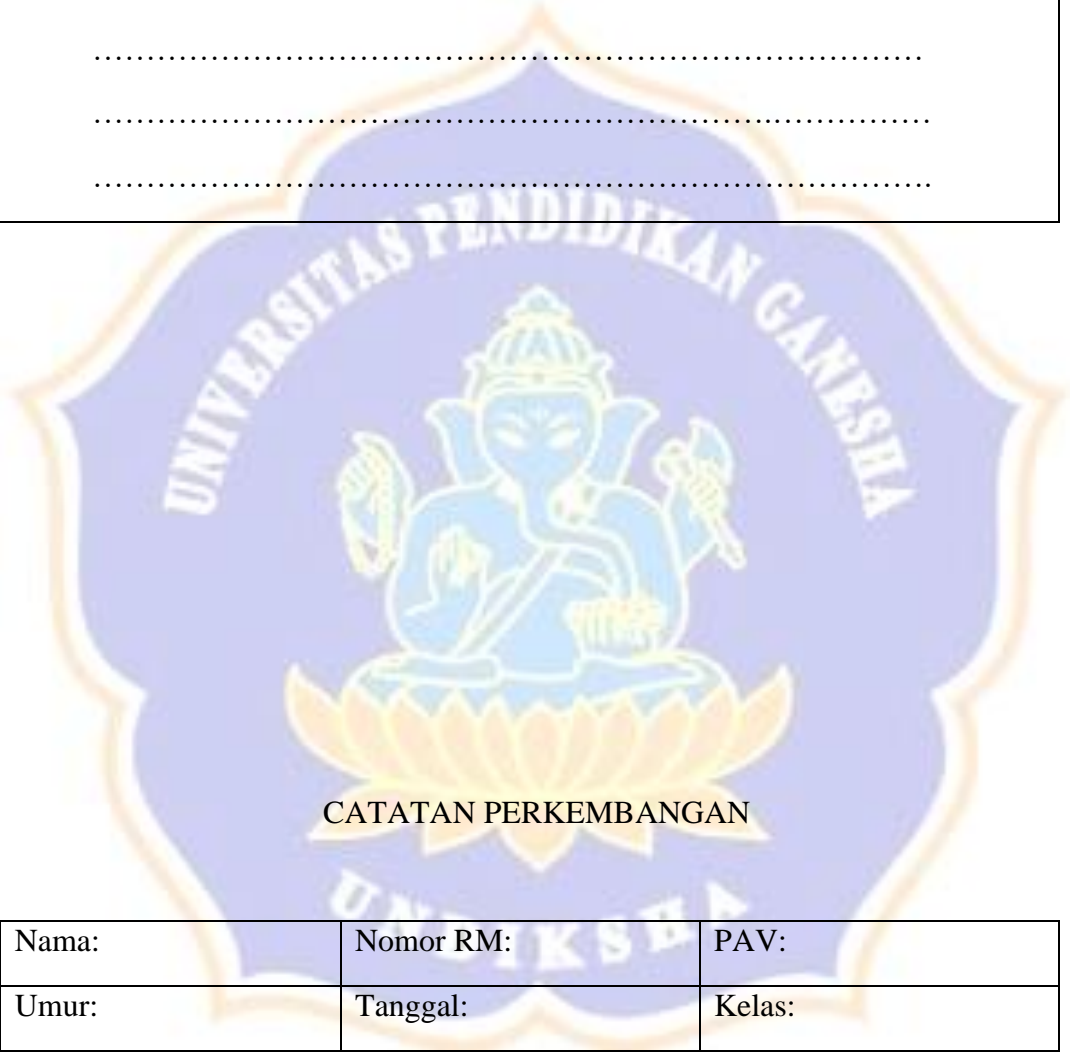 ……………………………………………………………………
………………………………………………………….……………
…………………………………………………………………….
UNIVERSITAS PENDIDIKAN GANESHA
CATATAN PERKEMBANGAN
UNDIKSHA
Nama: Nomor RM: PAV:
Umur: Tanggal: Kelas: